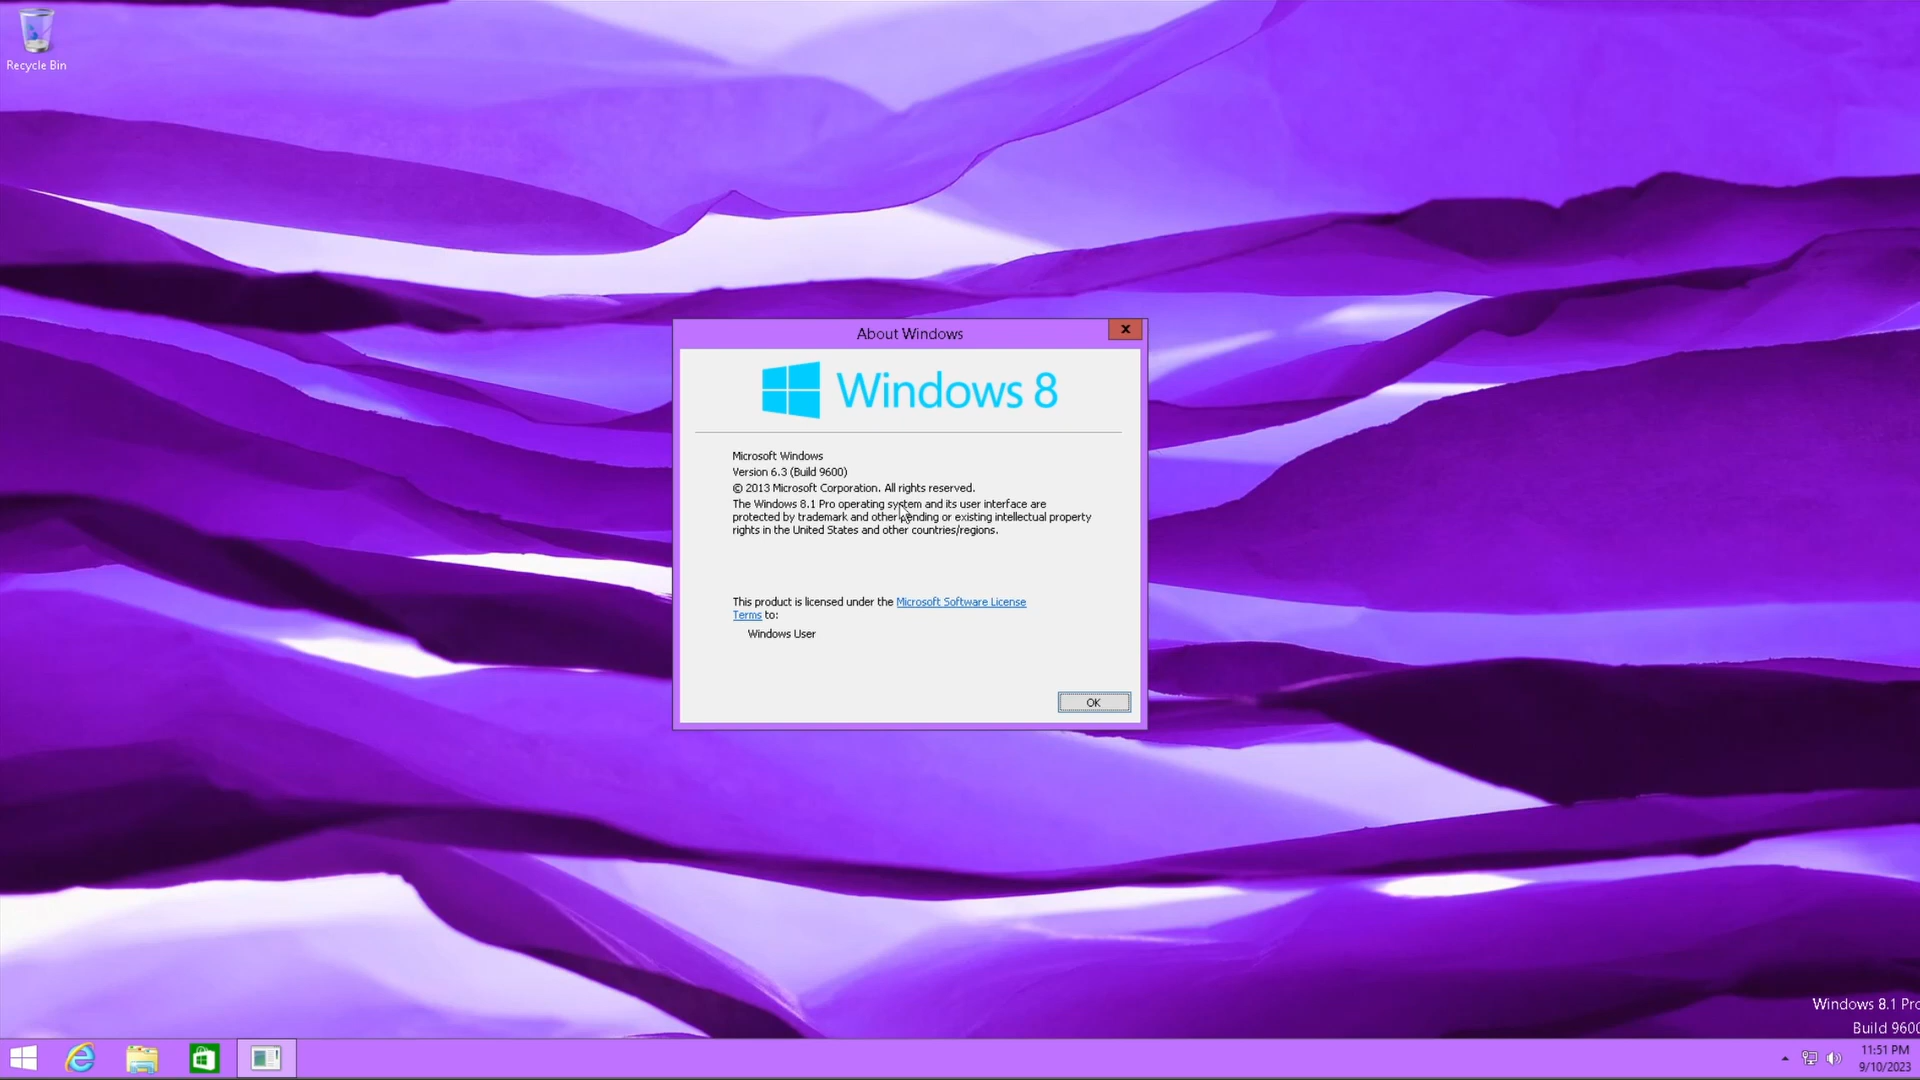 Recycle Bin
About Windows
Windows 8
Microsoft Windows
Version 6.3 (Build 9600)
© 2013 Microsoft Corporation. All rights reserved.
The Windows 8.1 Pro operating system and its user interface are
protected by trademark and other pending or existing intellectual property
rights in the United States and other countries/regions.
This product is licensed under the Microsoft Software License
Terms to:
Windows User
OK
Windows 8.1 Pro
Build 9600
11:51 PM
9/10/2023